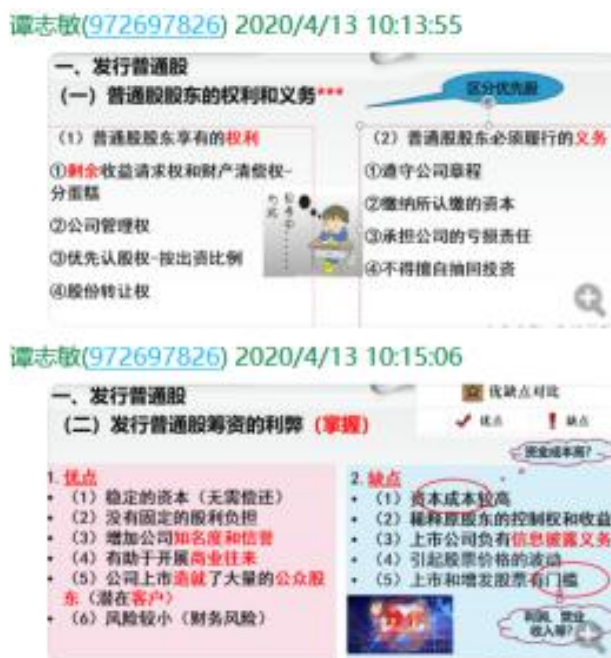 谭志敏(972697826) 2020/4/13 10:13:55
一、发行普通股
（一）普通股股东的权利和义务***
区分优先股
（1）普通股股东享有的权利
①剩余收益请求权和财产清偿权-
分蛋糕
②公司管理权
③优先认股权-按出资比例
④股份转让权
（2）普通股股东必须履行的义务
①遵守公司章程
②缴纳所认缴的资本
③承担公司的亏损责任
④不得擅自抽回投资
谭志敏(972697826) 2020/4/13 10:15:06
一、发行普通股
（二）发行普通股筹资的利弊（掌握）
优缺点对比
优点
缺点
资金成本高?
1. 优点
（1）稳定的资本（无需偿还）
（2）没有固定的股利负担
（3）增加公司知名度和信誉
（4）有助于开展商业往来
（5）公司上市造就了大量的公众股
东（潜在客户）
（6）风险较小（财务风险）
2. 缺点
（1）资本成本较高
（2）稀释原股东的控制权和收益
（3）上市公司负有信息披露义务
（4）引起股票价格的波动
（5）上市和增发股票有门槛
利润、营业
收入等?